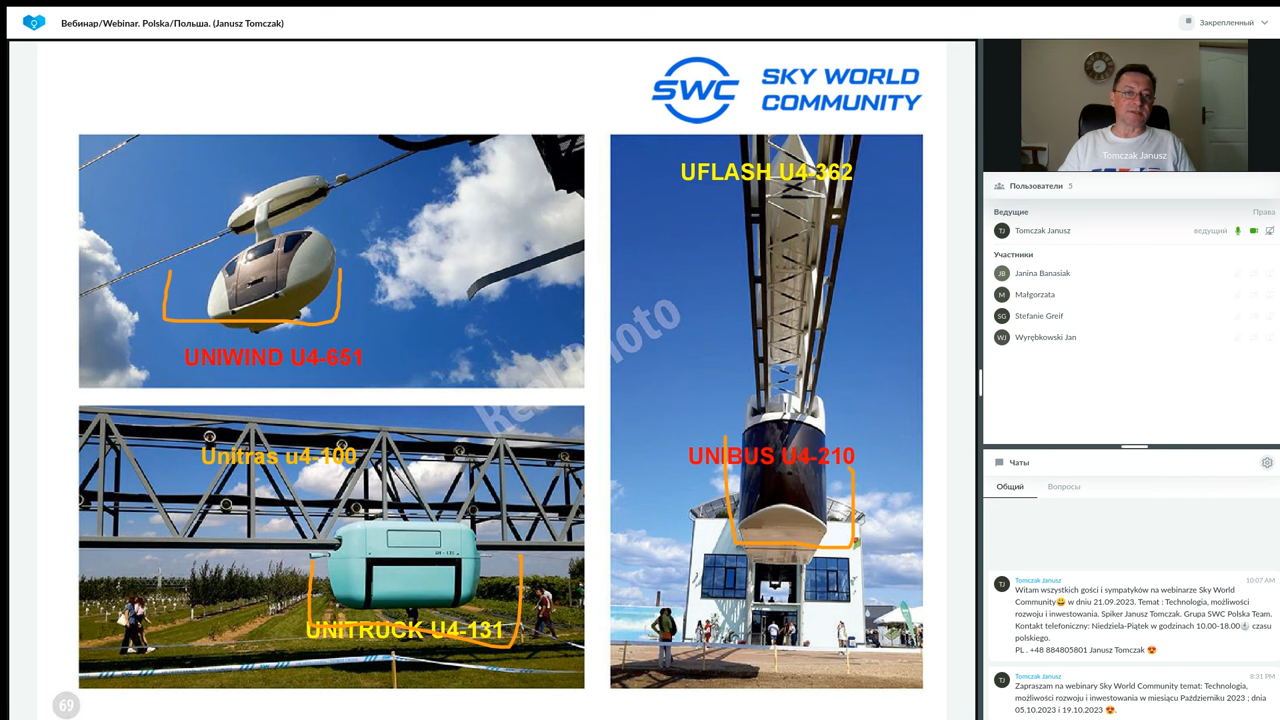 Вебинар/Webinar. Polska/Польша. (Janusz Tomczak)
Закрепленный
SWC SKY WORLD
COMMUNITY
UFLASH U4-362
UNIWIND U4-651
Unitras u4-100
UNIBUS U4-210
UNITRUCK U4-131
69
Tomczak Janusz
Пользователи 5
Ведущие Права
TJ Tomczak Janusz ведущий
Участники
JB Janina Banasiak
M Małgorzata
SG Stefanie Greif
WJ Wyrębkowski Jan
Чаты
Общий Вопросы
TJ Tomczak Janusz 10:07 AM
Witam wszystkich gości i sympatyków na webinarze Sky World
Community😀 w dniu 21.09.2023. Temat : Technologia, możliwości
rozwoju i inwestowania. Spiker Janusz Tomczak. Grupa SWC Polska Team.
Kontakt telefoniczny: Niedziela-Piątek w godzinach 10.00-18.00 czasu
polskiego.
PL . +48 884805801 Janusz Tomczak 😍
TJ Tomczak Janusz 8:31 PM
Zapraszam na webinary Sky World Community temat: Technologia,
możliwości rozwoju i inwestowania w miesiącu Październiku 2023 ; dnia
05.10.2023 i 19.10.2023 😍.